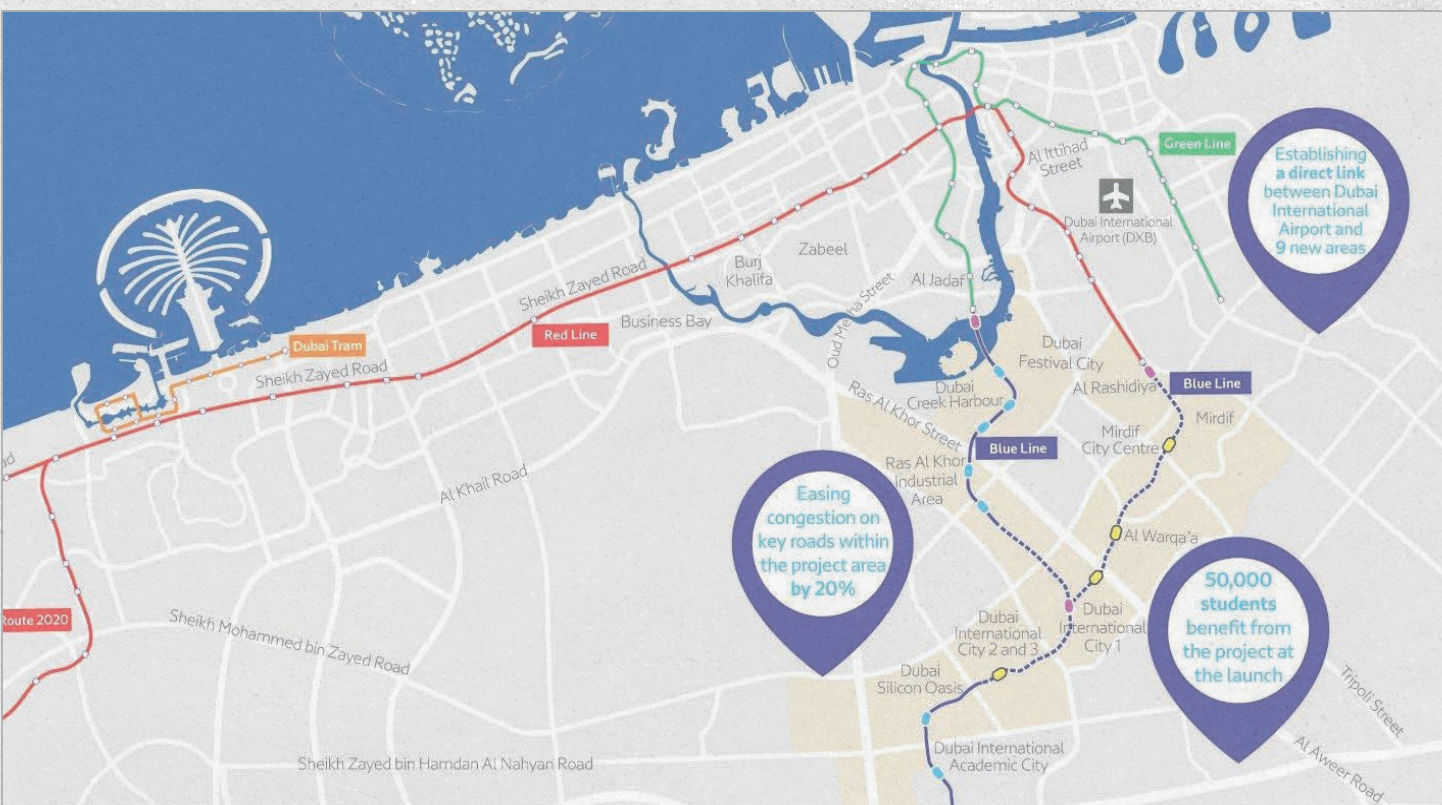 Green Line
Establishing
a direct link
between Dubai
International
Airport and
9 new areas
Al Ittihad
Street
Dubai International
Airport (DXB)
Zabeel
Burj
Khalifa
Al Jadaf
Sheikh Zayed Road
Oud Metha Street
Business Bay
Red Line
Dubai Tram
Sheikh Zayed Road
Dubai
Festival City
Al Rashidiya
Blue Line
Dubai
Creek Harbour
Ras Al Khor Street
Mirdif
Mirdif
City Centre
Blue Line
Ras Al Khor
Industrial
Area
Al Khail Road
Easing
congestion on
key roads within
the project area
by 20%
Al Warqa'a
50,000
students
benefit from
the project at
the launch
Route 2020
Sheikh Mohammed bin Zayed Road
Dubai
International
City 2 and 3
Dubai
International
City 1
Dubai
Silicon Oasis
Tripoli Street
Dubai International
Academic City
Sheikh Zayed bin Hamdan Al Nahyan Road
Al Aweer Road